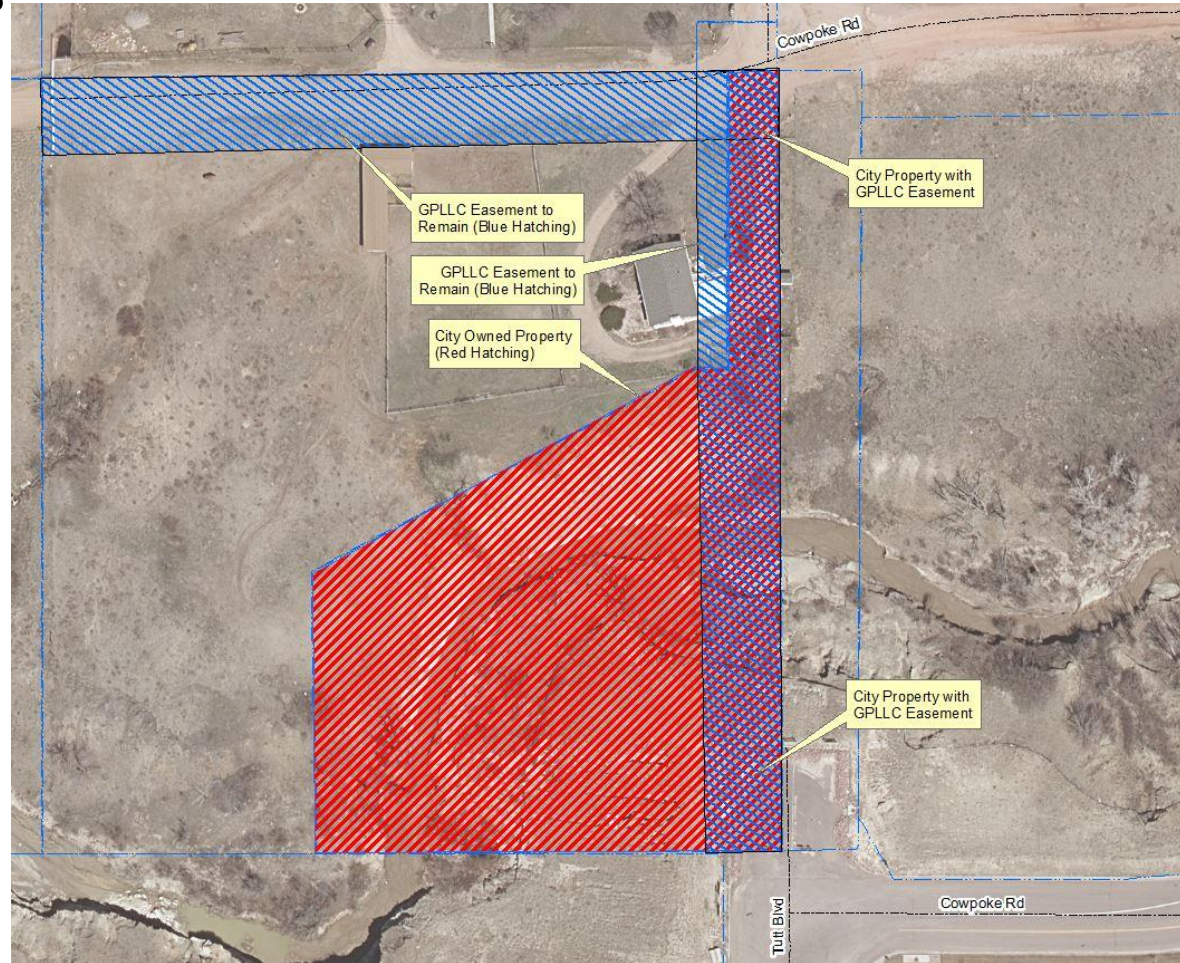 Cowpoke Rd
City Property with
GPLLC Easement
GPLLC Easement to
Remain (Blue Hatching)
GPLLC Easement to
Remain (Blue Hatching)
City Owned Property
(Red Hatching)
City Property with
GPLLC Easement
Cowpoke Rd
Tutt Blvd